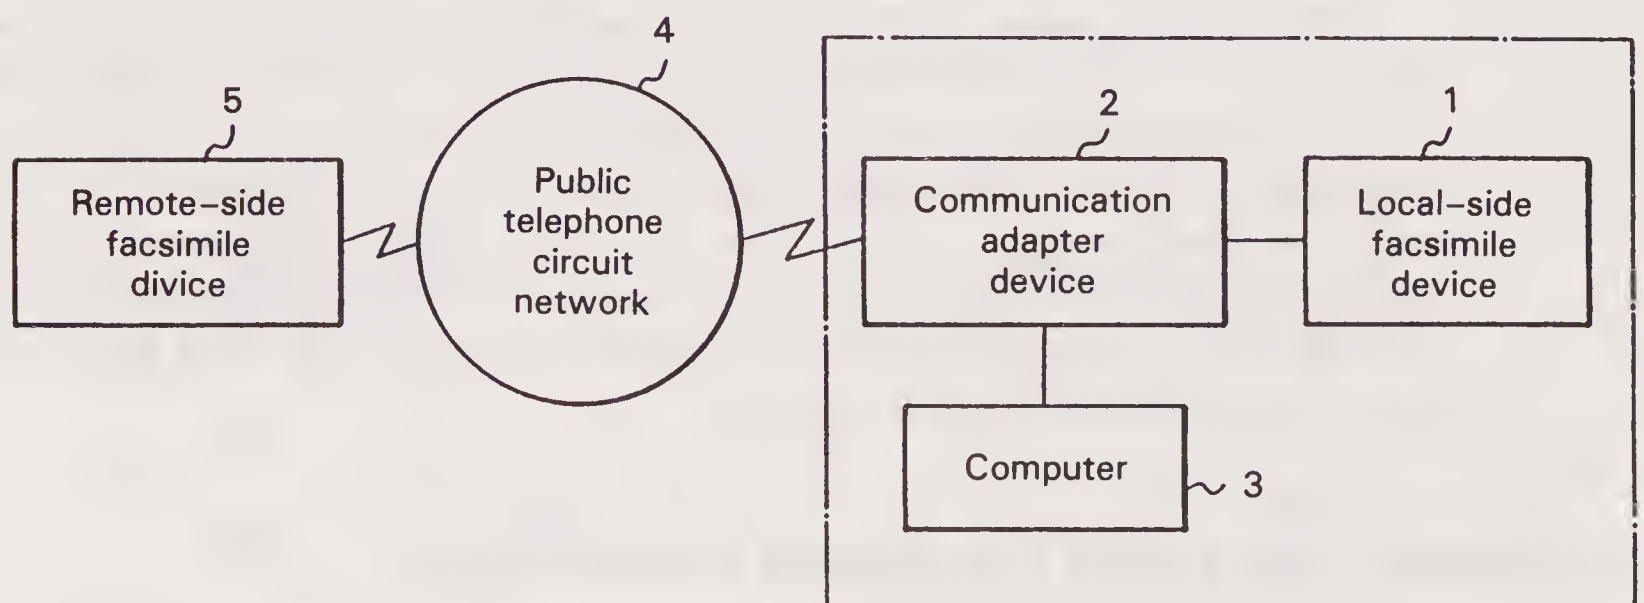 5
Remote-side
facsimile
divice
4
Public
telephone
circuit
network
2
Communication
adapter
device
1
Local-side
facsimile
device
Computer
3